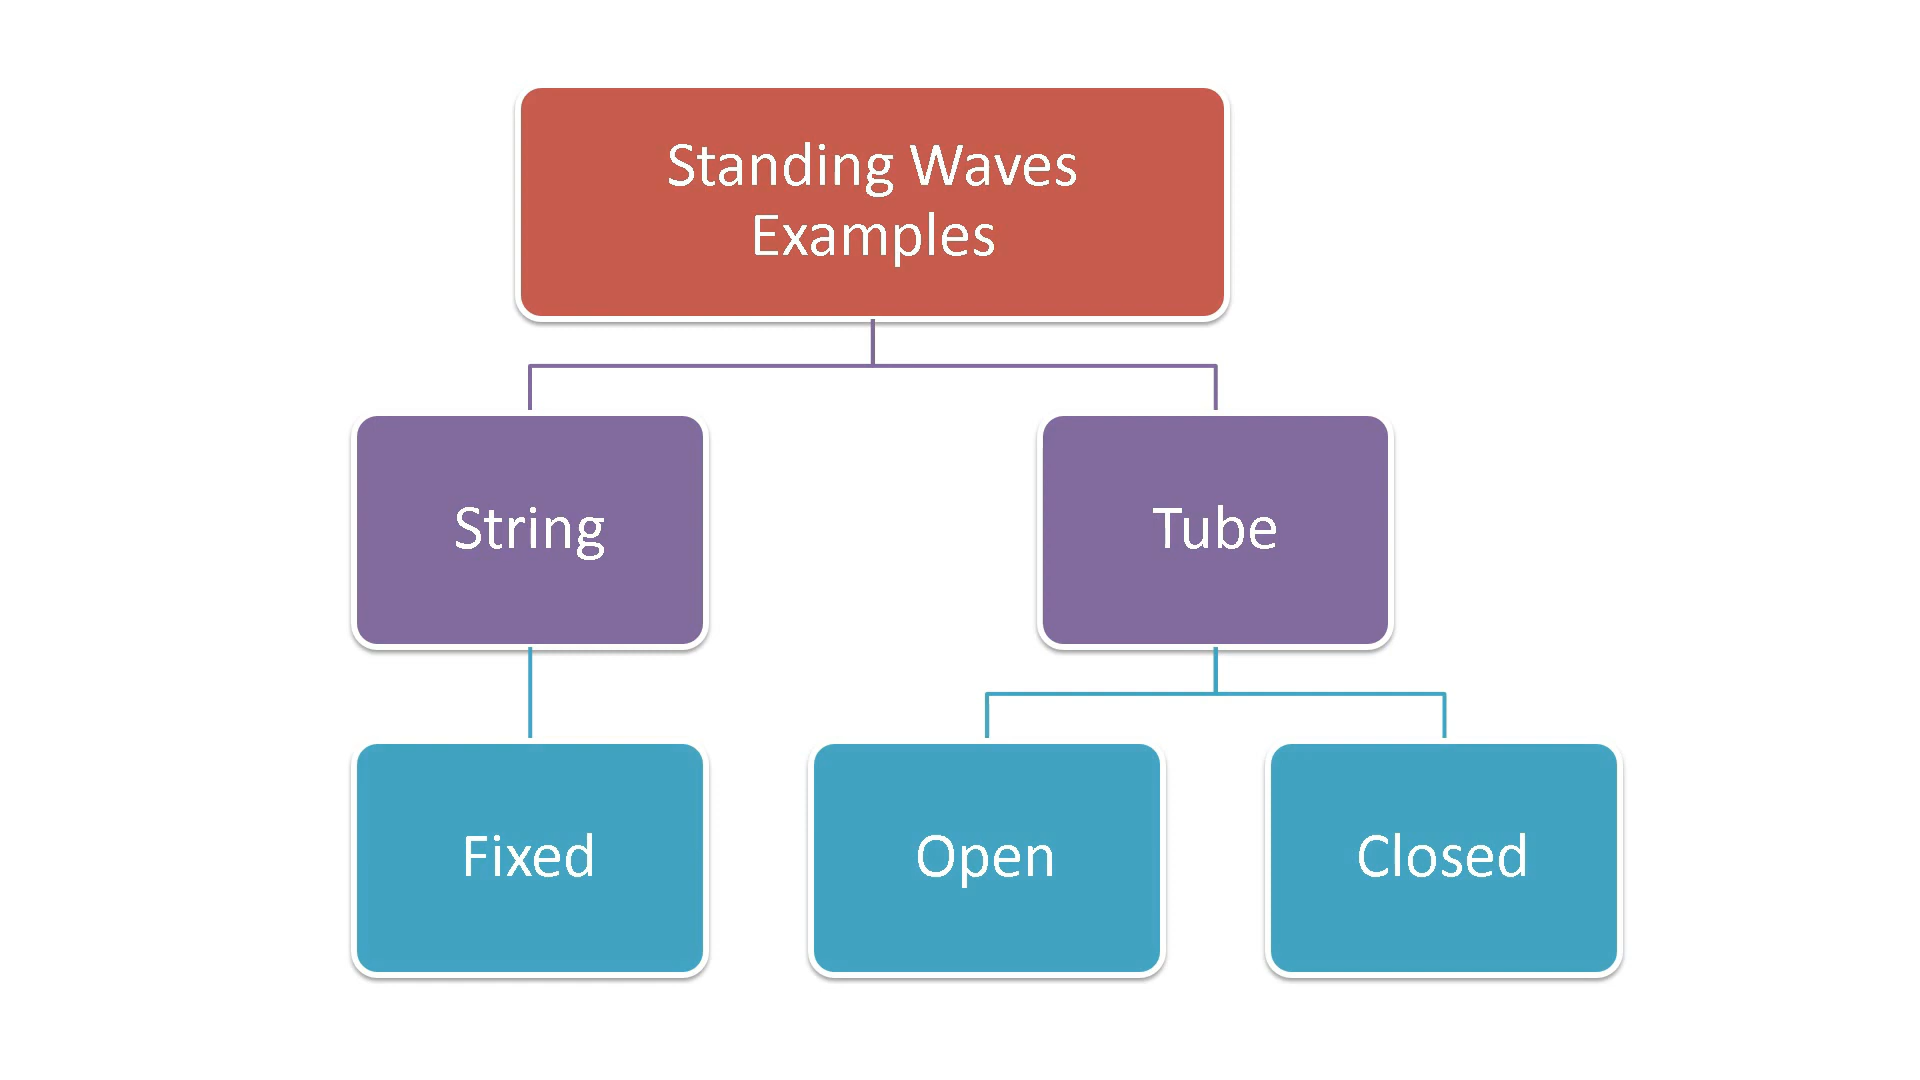 Standing Waves
Examples
String
Tube
Fixed
Open
Closed